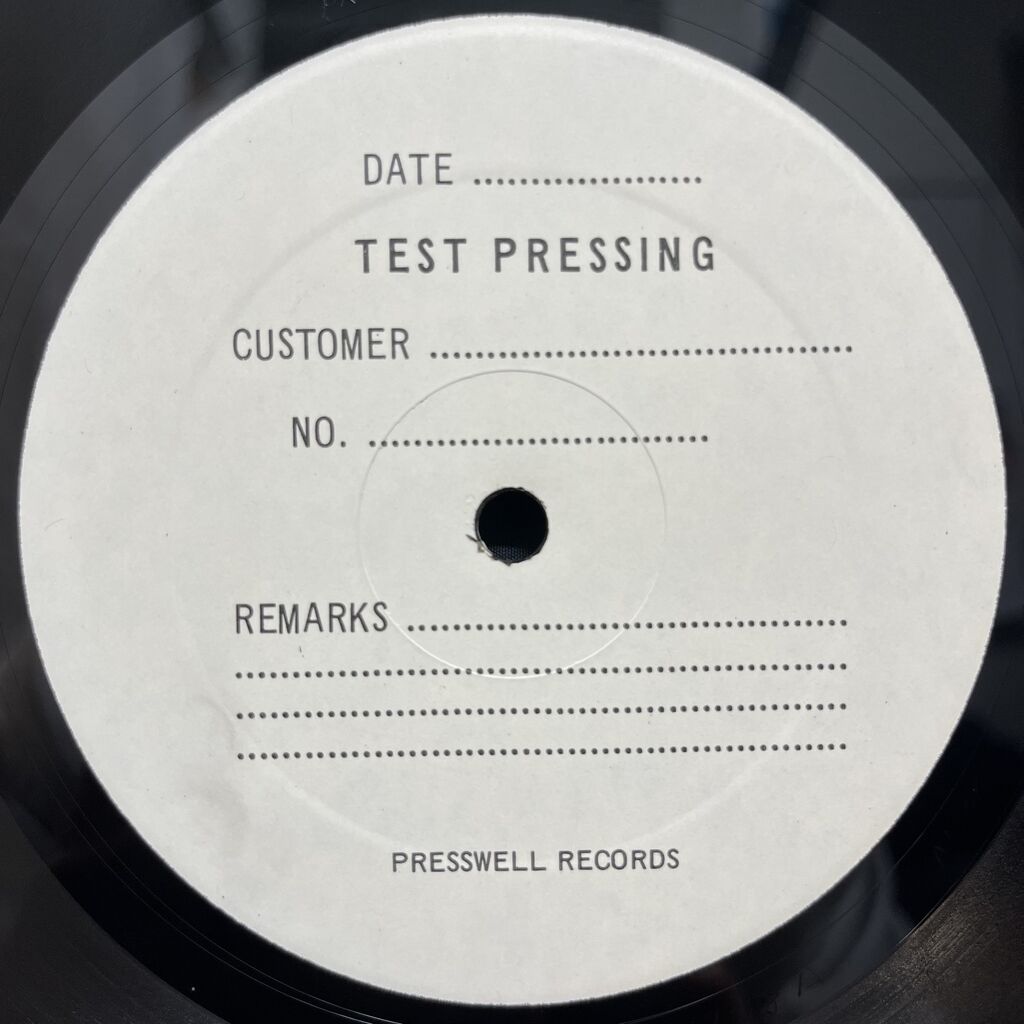 DATE ....................
TEST PRESSING
CUSTOMER .....................................
NO. ..............................
REMARKS .......................................
......................................................
......................................................
......................................................
PRESSWELL RECORDS